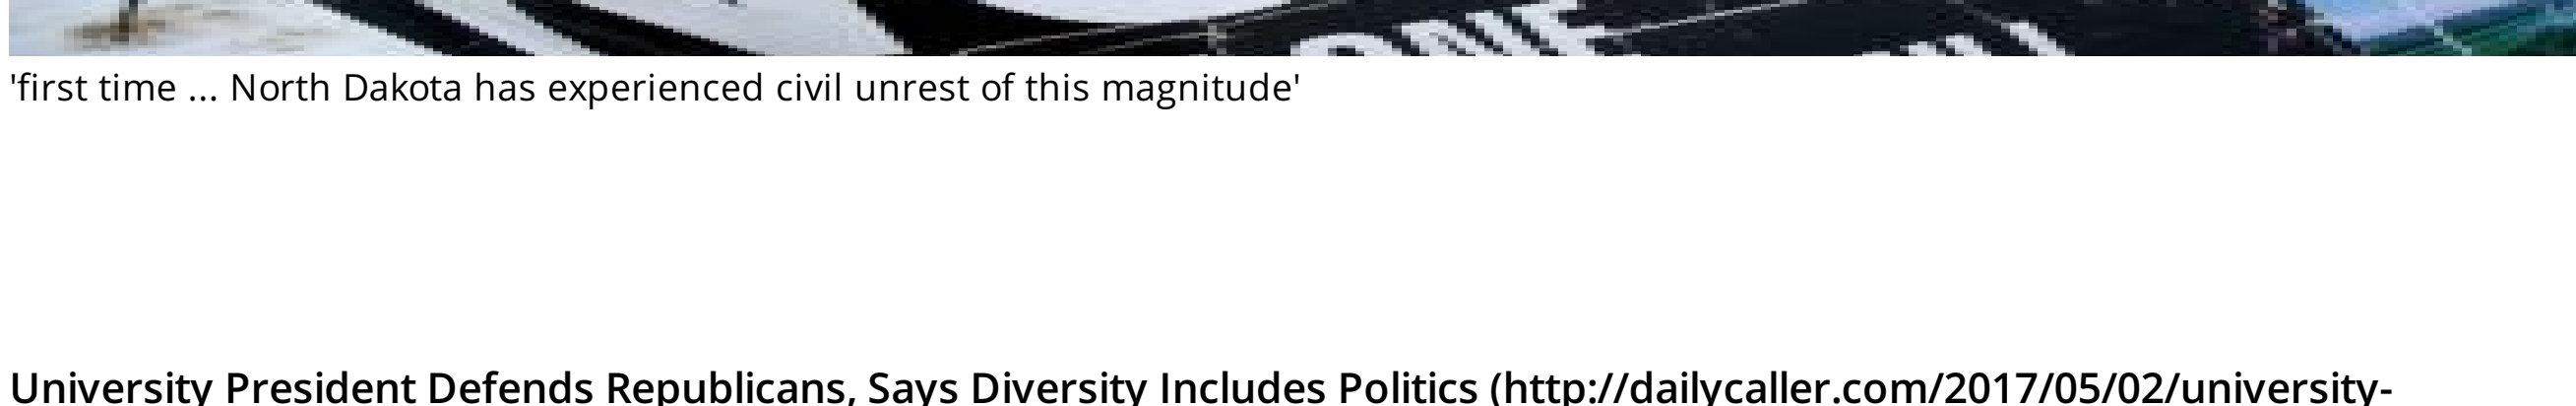 'first time ... North Dakota has experienced civil unrest of this magnitude'
University President Defends Republicans, Says Diversity Includes Politics (http://dailycaller.com/2017/05/02/university-